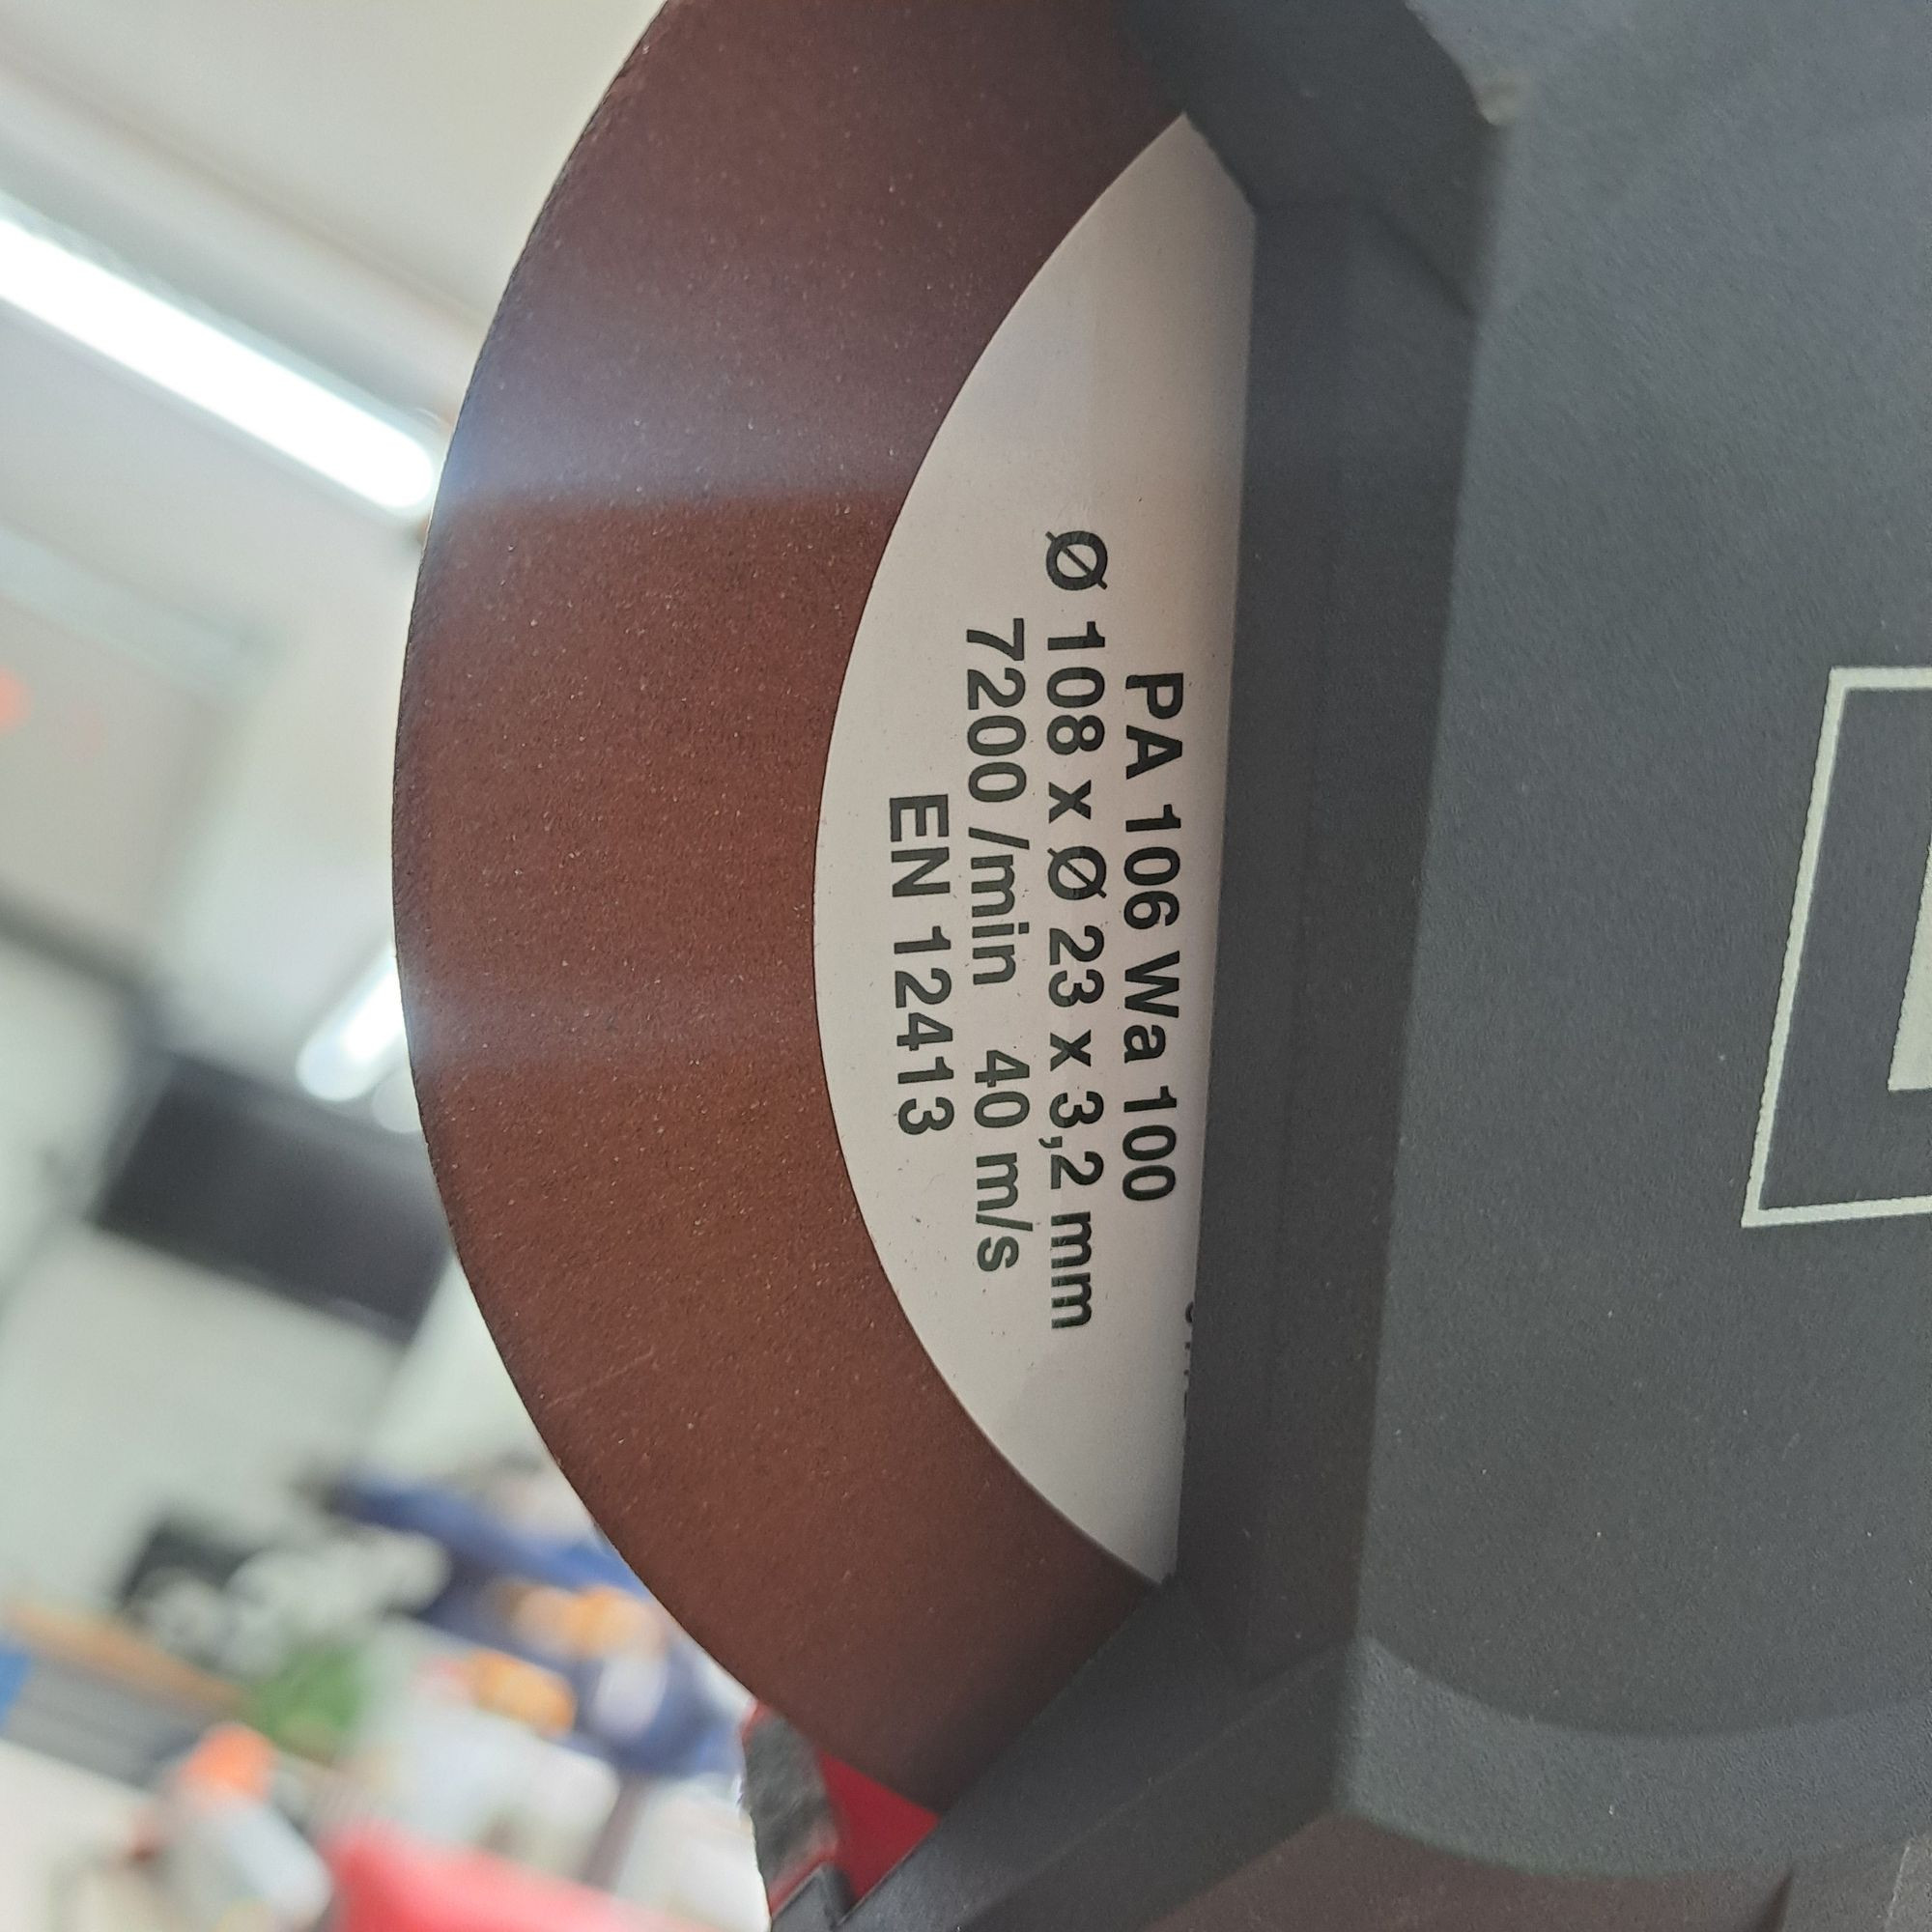 PA 106 Wa 100
Ø 108 x Ø 23 x 3,2 mm
7200 /min 40 m/s
EN 12413